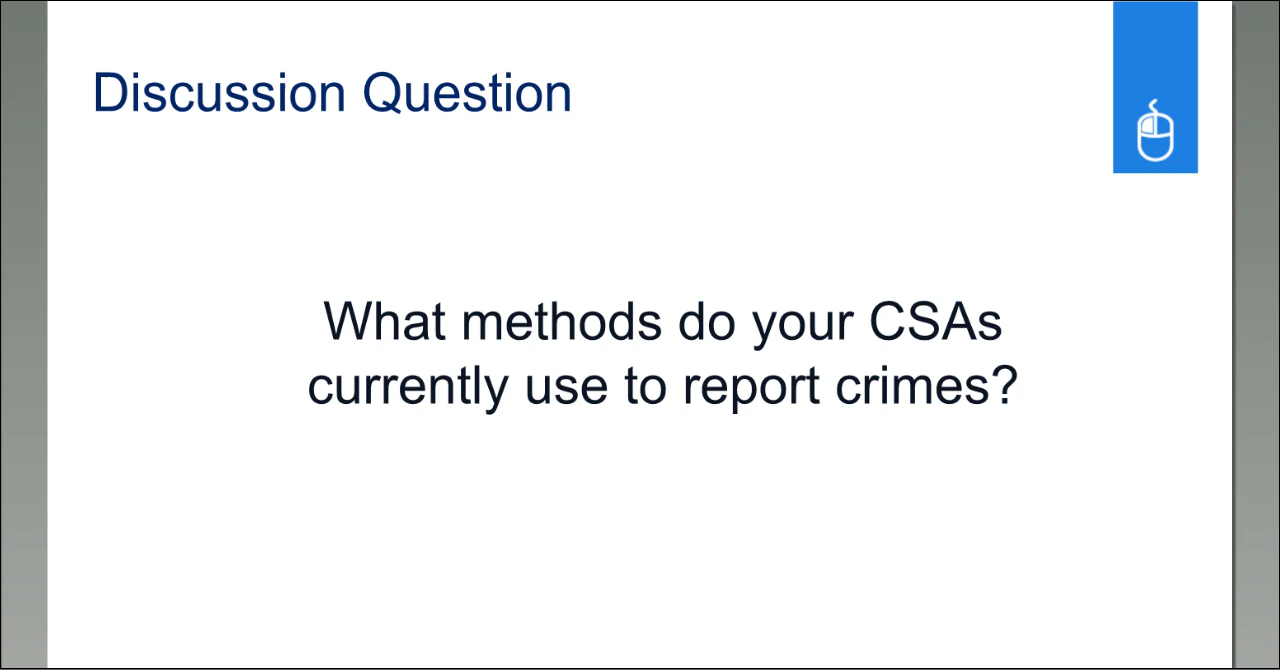 Discussion Question
What methods do your CSAs
currently use to report crimes?